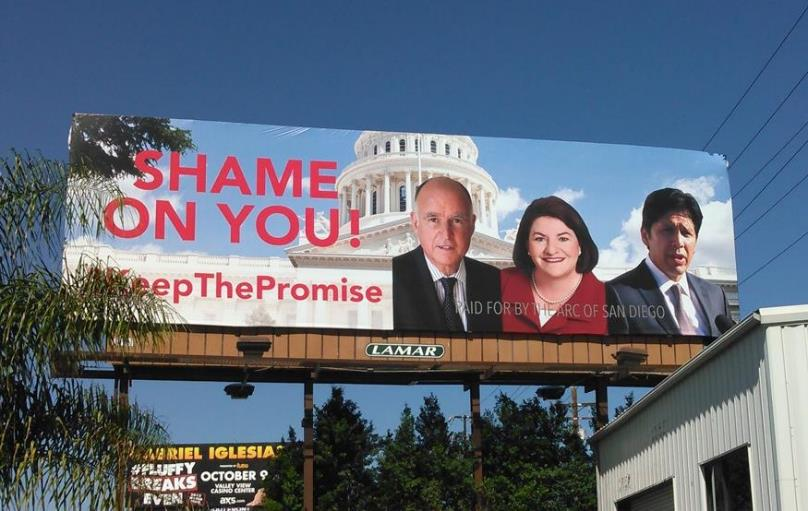 SHAME
ON YOU!
#KeepThePromise
PAID FOR BY THE ARC OF SAN DIEGO
LAMAR
GABRIEL IGLESIAS
#FLUFFY
BREAKS
EVEN
OCTOBER 9
VALLEY VIEW
CASINO CENTER
axs.com